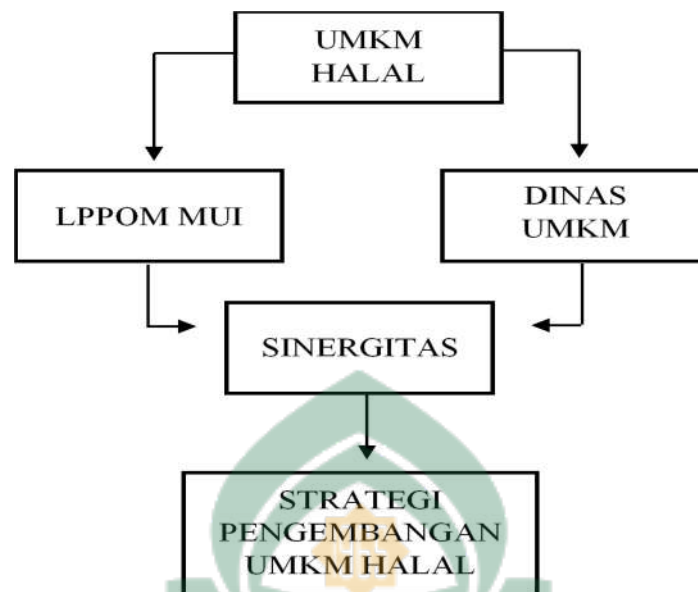 UMKM
HALAL
LPPOM MUI
DINAS
UMKM
SINERGITAS
STRATEGI
PENGEMBANGAN
UMKM HALAL